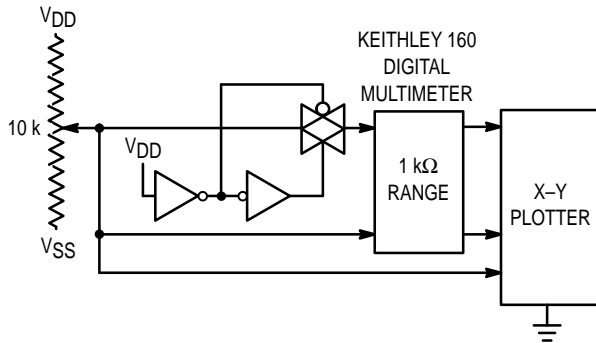 VDD
10 k
VSS
VDD
KEITHLEY 160
DIGITAL
MULTIMETER
1 kΩ
RANGE
X–Y
PLOTTER